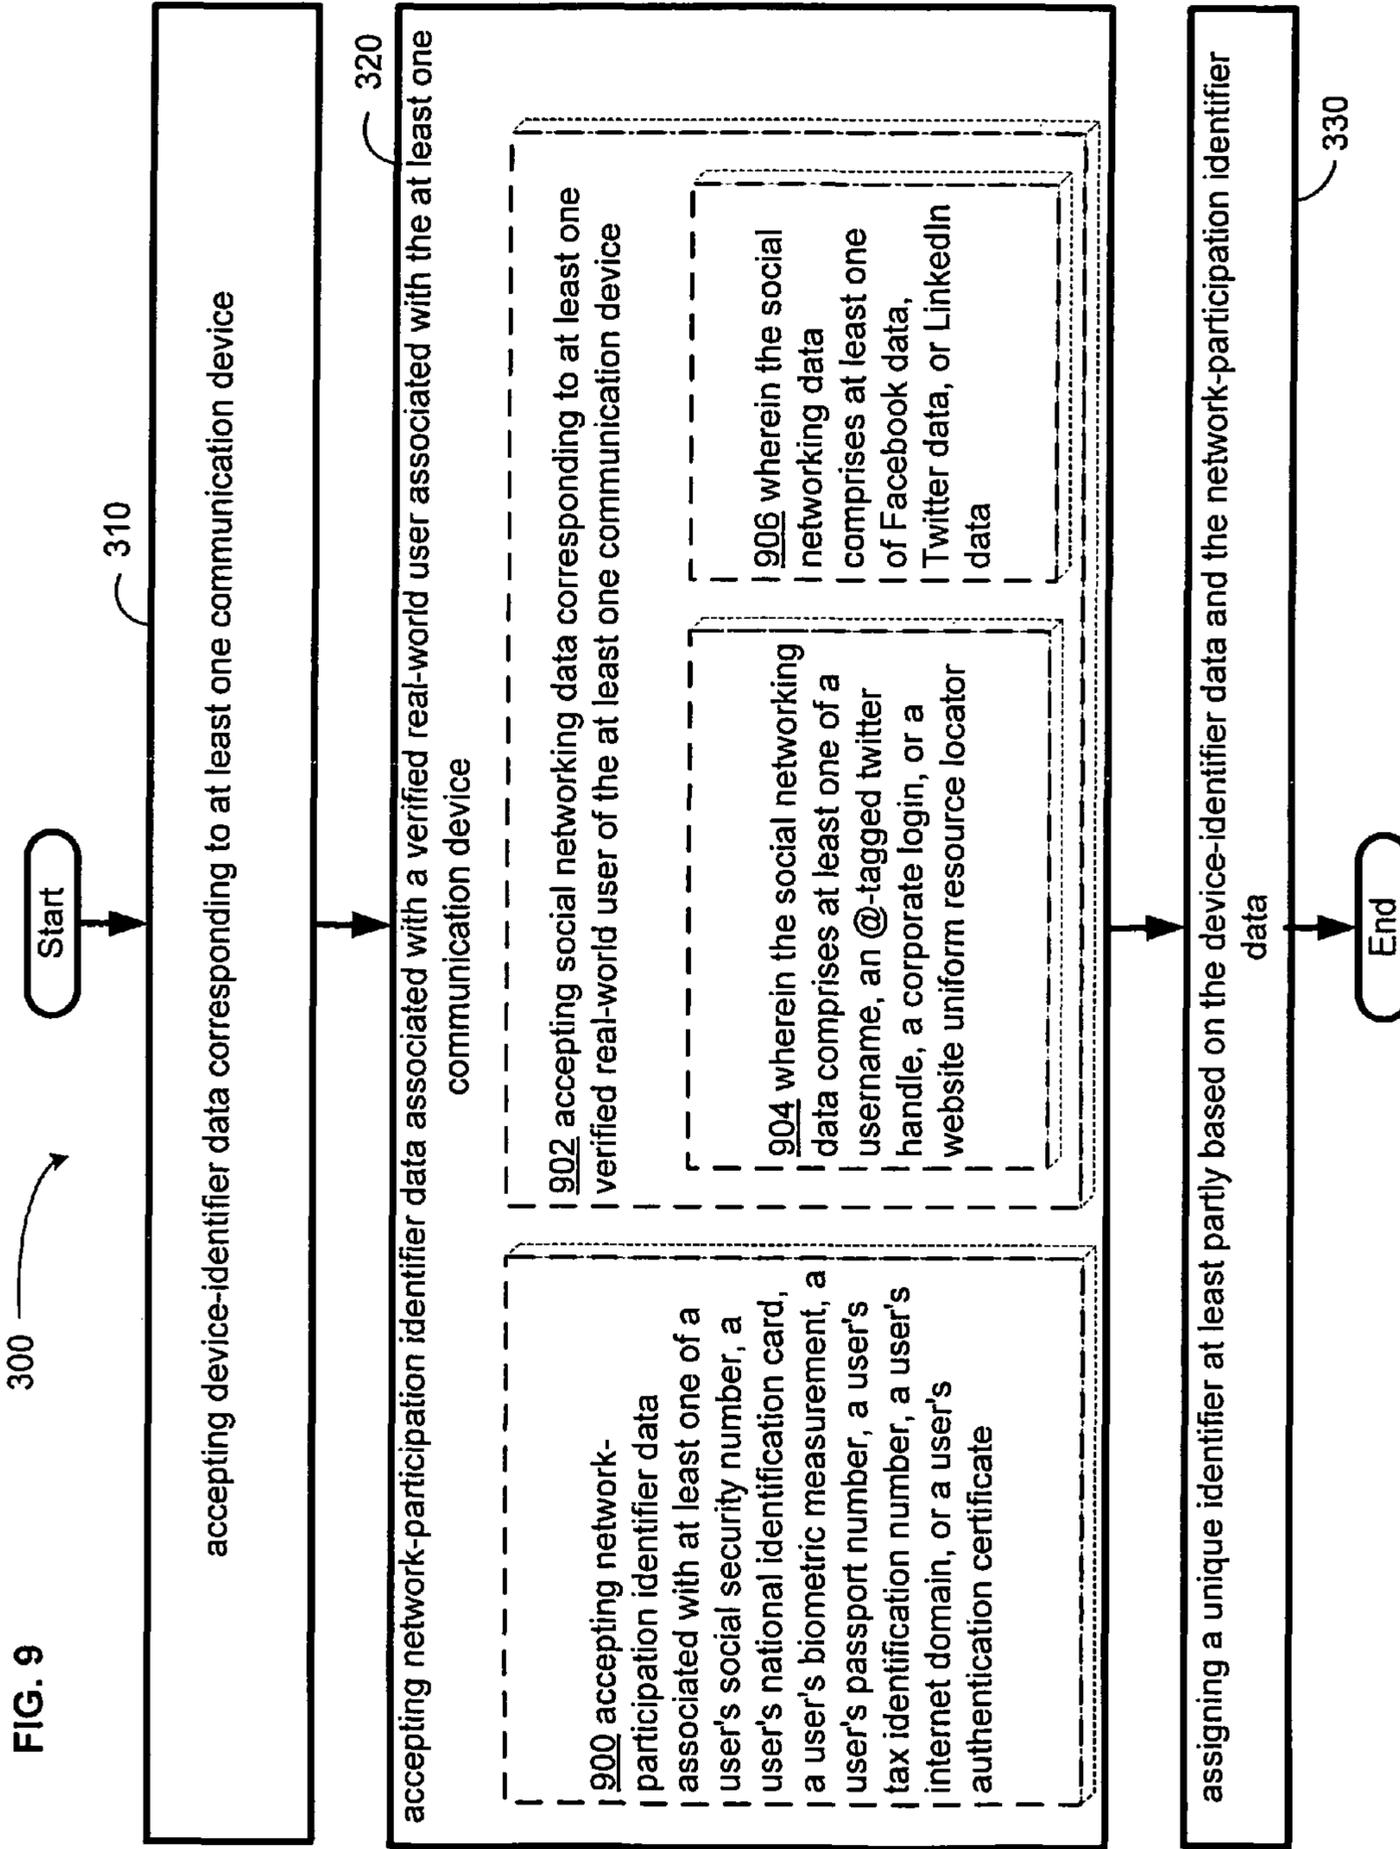 FIG. 9
300
Start
310
accepting device-identifier data corresponding to at least one communication device
320
accepting network-participation identifier data associated with a verified real-world user associated with the at least one
communication device
900 accepting network-
participation identifier data
associated with at least one of a
user's social security number, a
user's national identification card,
a user's biometric measurement, a
user's passport number, a user's
tax identification number, a user's
internet domain, or a user's
authentication certificate
902 accepting social networking data corresponding to at least one
verified real-world user of the at least one communication device
904 wherein the social networking
data comprises at least one of a
username, an @-tagged twitter
handle, a corporate login, or a
website uniform resource locator
906 wherein the social
networking data
comprises at least one
of Facebook data,
Twitter data, or LinkedIn
data
assigning a unique identifier at least partly based on the device-identifier data and the network-participation identifier
data
330
End